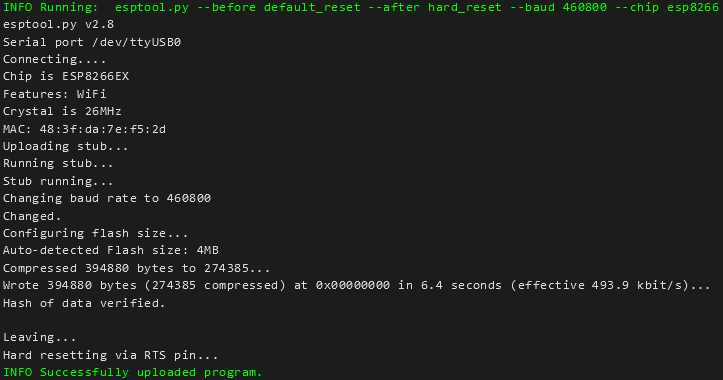 INFO Running:  esptool.py --before default_reset --after hard_reset --baud 460800 --chip esp8266
esptool.py v2.8
Serial port /dev/ttyUSB0
Connecting....
Chip is ESP8266EX
Features: WiFi
Crystal is 26MHz
MAC: 48:3f:da:7e:f5:2d
Uploading stub...
Running stub...
Stub running...
Changing baud rate to 460800
Changed.
Configuring flash size...
Auto-detected Flash size: 4MB
Compressed 394880 bytes to 274385...
Wrote 394880 bytes (274385 compressed) at 0x00000000 in 6.4 seconds (effective 493.9 kbit/s)...
Hash of data verified.

Leaving...
Hard resetting via RTS pin...
INFO Successfully uploaded program.